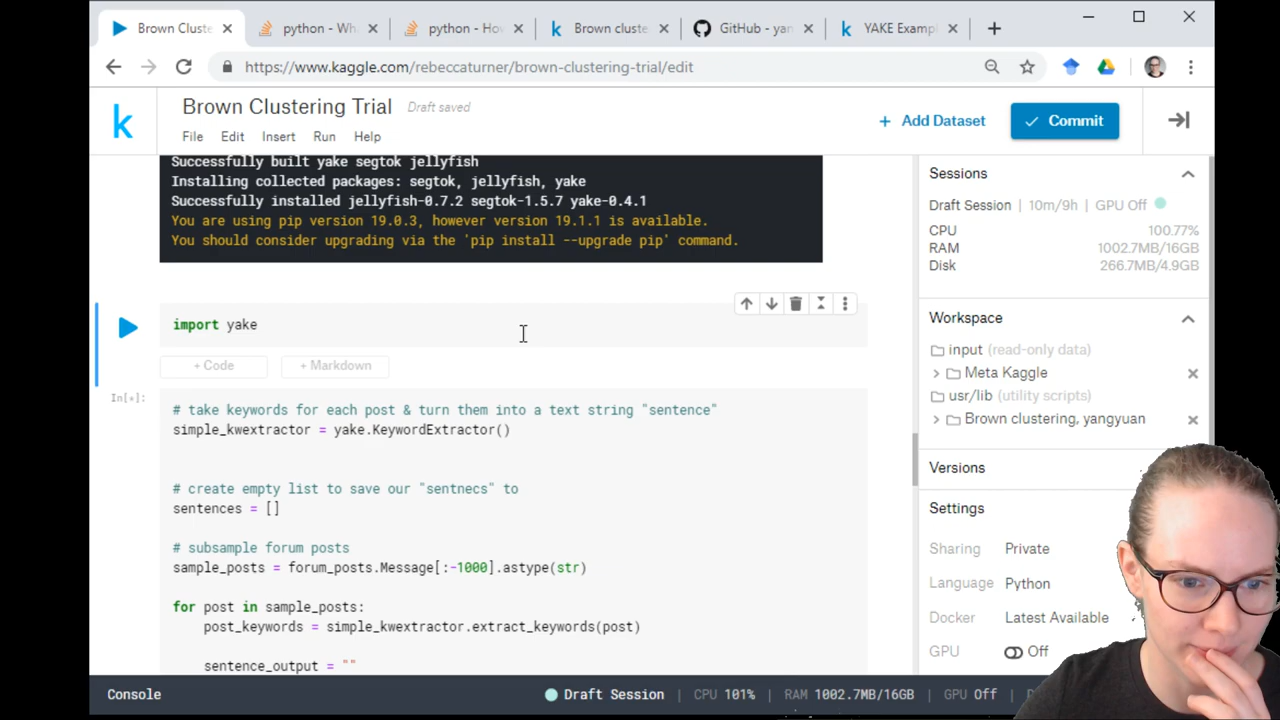 Brown Cluste
python - Wh
python - Hov
Brown cluste
GitHub - yan
YAKE Exampl
https://www.kaggle.com/rebeccaturner/brown-clustering-trial/edit
Brown Clustering Trial
Draft saved
File
Edit
Insert
Run
Help
+ Add Dataset
Commit
Successfully built yake segtok jellyfish
Installing collected packages: segtok, jellyfish, yake
Successfully installed jellyfish-0.7.2 segtok-1.5.7 yake-0.4.1
You are using pip version 19.0.3, however version 19.1.1 is available.
You should consider upgrading via the 'pip install --upgrade pip' command.
import yake
+ Code
+ Markdown
In[*]:
# take keywords for each post & turn them into a text string "sentence"
simple_kwextractor = yake.KeywordExtractor()
# create empty list to save our "sentnecs" to
sentences = []
# subsample forum posts
sample_posts = forum_posts.Message[:-1000].astype(str)
for post in sample_posts:
post_keywords = simple_kwextractor.extract_keywords(post)
sentence_output = ""
Sessions
Draft Session | 10m/9h | GPU Off
CPU 100.77%
RAM 1002.7MB/16GB
Disk 266.7MB/4.9GB
Workspace
input (read-only data)
Meta Kaggle
usr/lib (utility scripts)
Brown clustering, yangyuan
Versions
Settings
Sharing Private
Language Python
Docker Latest Available
GPU Off
Console
Draft Session | CPU 101% | RAM 1002.7MB/16GB | GPU Off